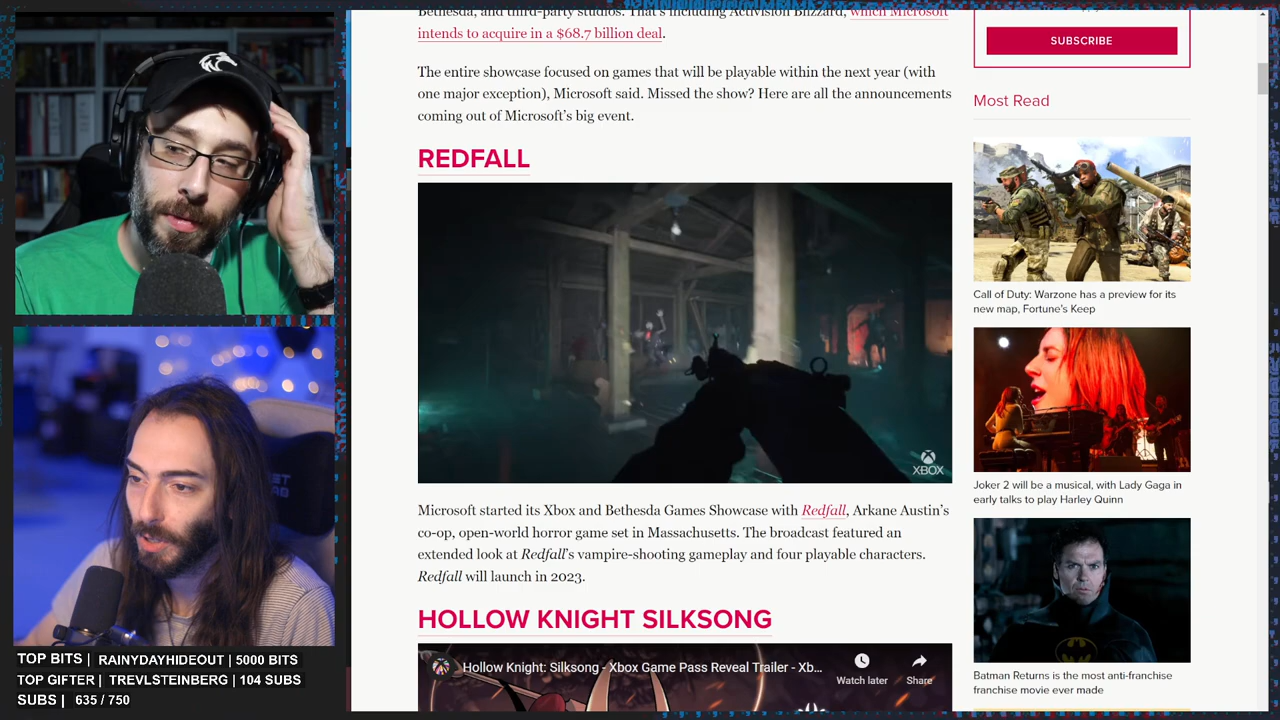 Bethesda, and third-party studios. That's including Activision Blizzard, which Microsoft
intends to acquire in a $68.7 billion deal.
The entire showcase focused on games that will be playable within the next year (with
one major exception), Microsoft said. Missed the show? Here are all the announcements
coming out of Microsoft's big event.
REDFALL
XBOX
Microsoft started its Xbox and Bethesda Games Showcase with Redfall, Arkane Austin's
co-op, open-world horror game set in Massachusetts. The broadcast featured an
extended look at Redfall's vampire-shooting gameplay and four playable characters.
Redfall will launch in 2023.
HOLLOW KNIGHT SILKSONG
Hollow Knight: Silksong - Xbox Game Pass Reveal Trailer - Xb...
Watch later
Share
SUBSCRIBE
Most Read
Call of Duty: Warzone has a preview for its
new map, Fortune's Keep
Joker 2 will be a musical, with Lady Gaga in
early talks to play Harley Quinn
Batman Returns is the most anti-franchise
franchise movie ever made
TOP BITS | RAINYDAYHIDEOUT | 5000 BITS
TOP GIFTER | TREVLSTEINBERG | 104 SUBS
SUBS | 635 / 750